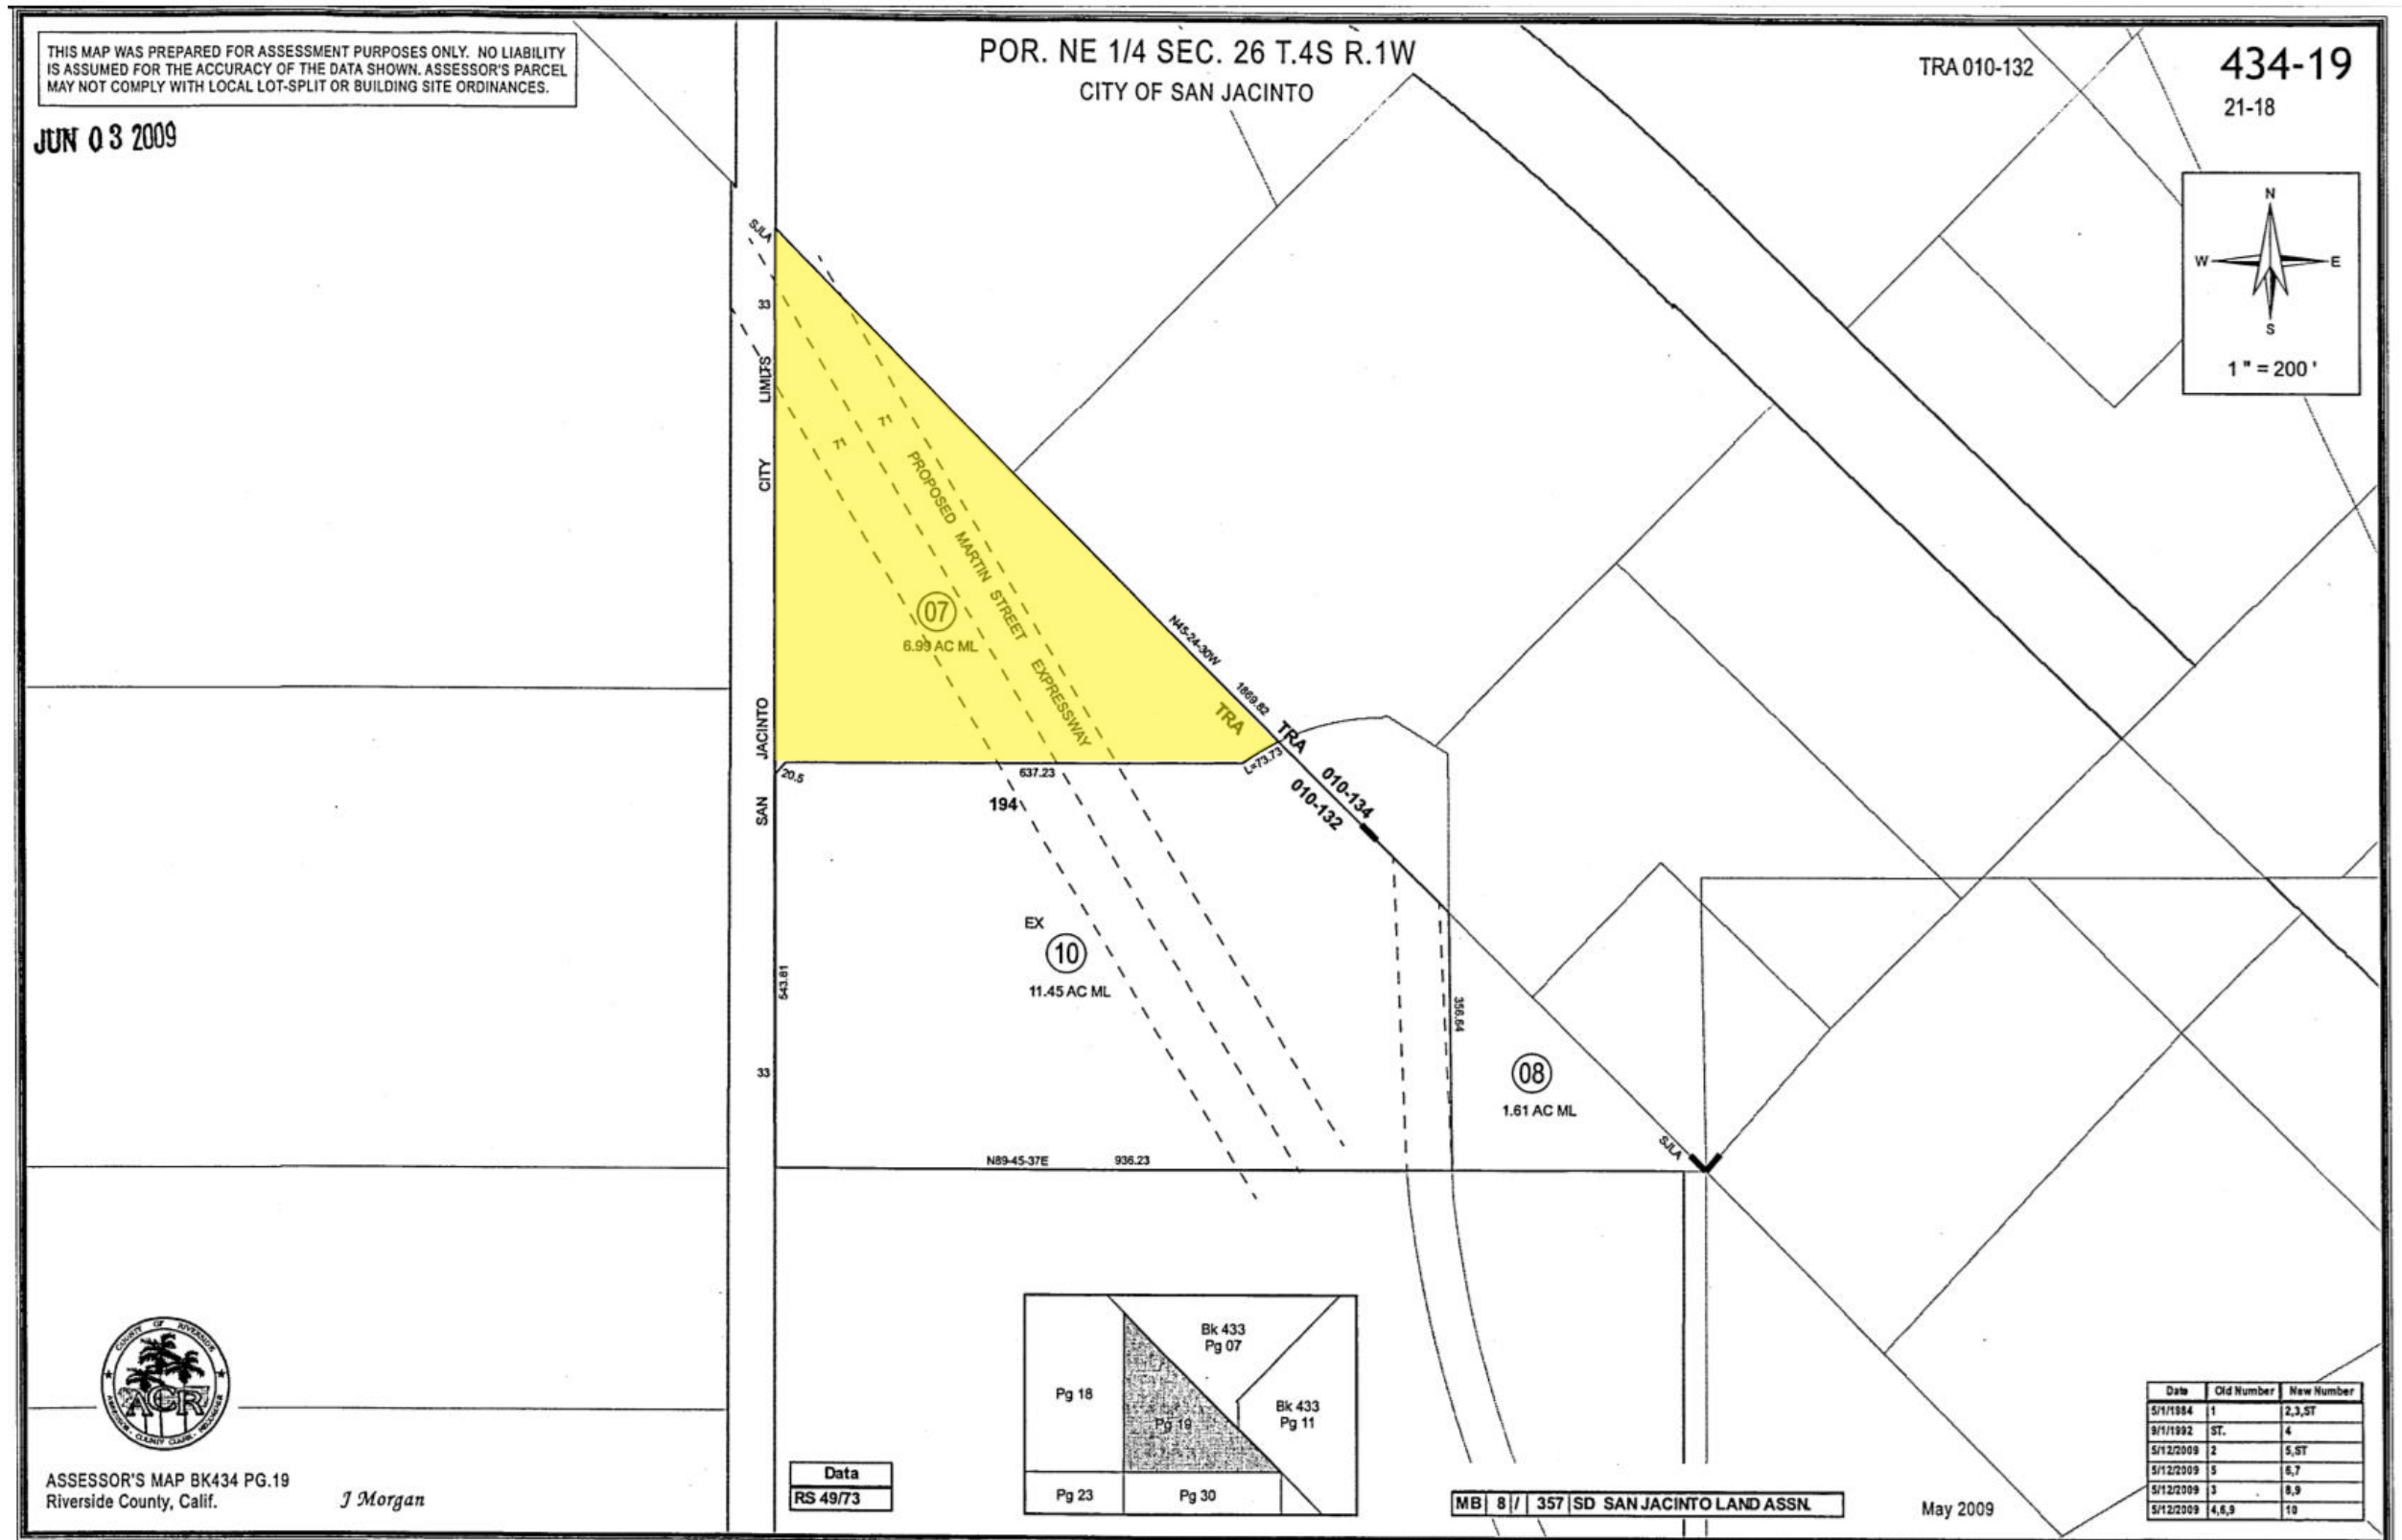 THIS MAP WAS PREPARED FOR ASSESSMENT PURPOSES ONLY. NO LIABILITY
IS ASSUMED FOR THE ACCURACY OF THE DATA SHOWN. ASSESSOR'S PARCEL
MAY NOT COMPLY WITH LOCAL LOT-SPLIT OR BUILDING SITE ORDINANCES.
JUN 03 2009
POR. NE 1/4 SEC. 26 T.4S R.1W
CITY OF SAN JACINTO
TRA 010-132
434-19
21-18
N
W
E
S
1" = 200'
SJLA
33
SAN JACINTO CITY LIMITS
PROPOSED MARTIN STREET EXPRESSWAY
07
6.99 AC ML
N45-24-30W
1869.82
TRA
TRA
010-134
010-132
L=73.73
20.5
637.23
194
EX
10
11.45 AC ML
543.81
33
356.64
08
1.61 AC ML
SJLA
N89-45-37E
936.23
Bk 433
Pg 07
Pg 18
Pg 19
Bk 433
Pg 11
Pg 23
Pg 30
COUNTY OF RIVERSIDE
ACR
ASSESSOR'S MAP BK434 PG.19
Riverside County, Calif.
J Morgan
Data
RS 49/73
MB 8 / 357 SD SAN JACINTO LAND ASSN.
May 2009
Date Old Number New Number
5/1/1984 1 2,3,ST
9/1/1992 ST. 4
5/12/2009 2 5,ST
5/12/2009 5 6,7
5/12/2009 3 8,9
5/12/2009 4,6,9 10